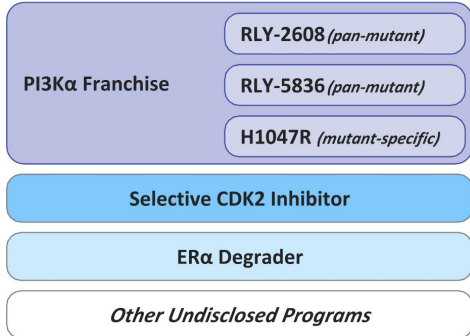 RLY-2608 (pan-mutant)
PI3Kα Franchise
RLY-5836 (pan-mutant)
H1047R (mutant-specific)
Selective CDK2 Inhibitor
ERα Degrader
Other Undisclosed Programs